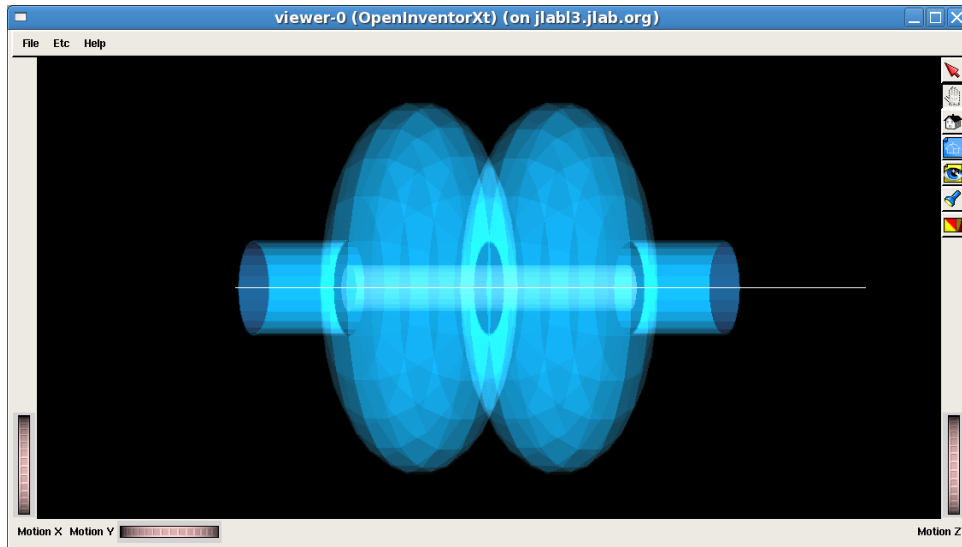 viewer-0 (OpenInventorXt) (on jlabl3.jlab.org)
File Etc Help
Motion X Motion Y Motion Z